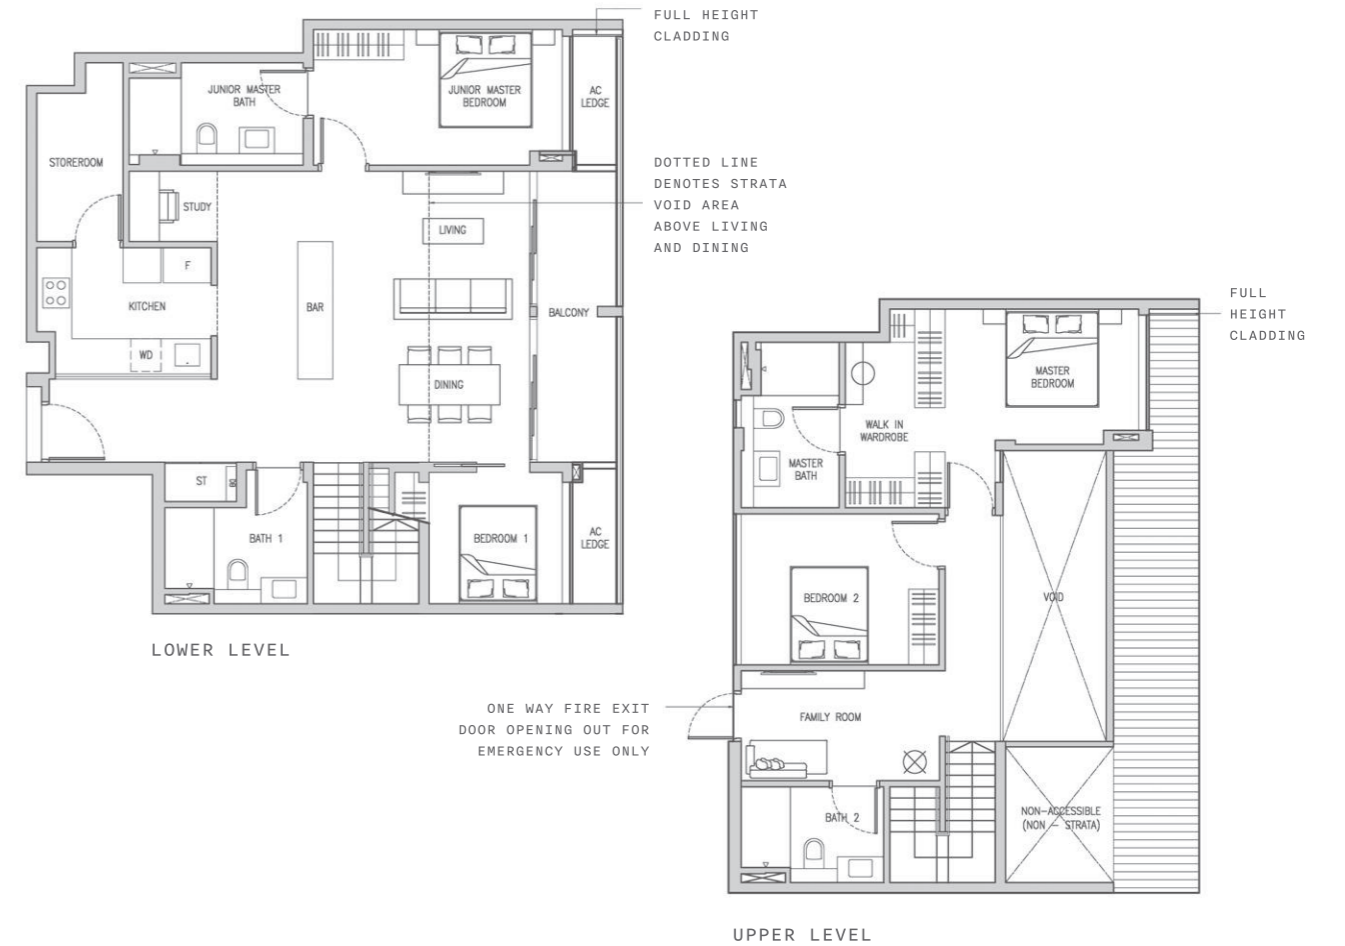 FULL HEIGHT
CLADDING
JUNIOR MASTER
BATH
JUNIOR MASTER
BEDROOM
AC
LEDGE
STOREROOM
DOTTED LINE
DENOTES STRATA
VOID AREA
ABOVE LIVING
AND DINING
STUDY
LIVING
F
KITCHEN
BAR
BALCONY
WD
DINING
ST
BATH 1
BEDROOM 1
AC
LEDGE
LOWER LEVEL
FULL
HEIGHT
CLADDING
MASTER
BEDROOM
WALK IN
WARDROBE
MASTER
BATH
BEDROOM 2
VOID
ONE WAY FIRE EXIT
DOOR OPENING OUT FOR
EMERGENCY USE ONLY
FAMILY ROOM
BATH 2
NON-ACCESSIBLE
(NON - STRATA)
UPPER LEVEL